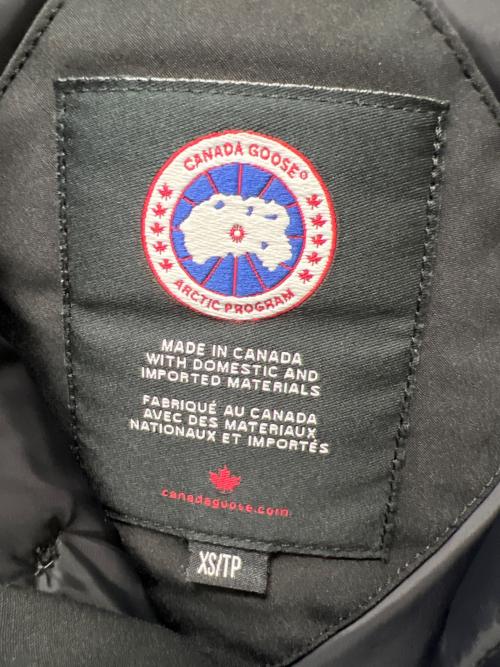 CANADA GOOSE®
ARCTIC PROGRAM
MADE IN CANADA
WITH DOMESTIC AND
IMPORTED MATERIALS
FABRIQUÉ AU CANADA
AVEC DES MATERIAUX
NATIONAUX ET IMPORTÉS
canadagoose.com
XS/TP